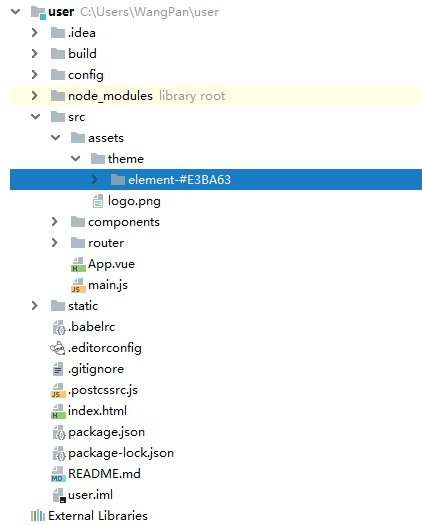 user C:\Users\WangPan\user
.idea
build
config
node_modules library root
src
assets
theme
element-#E3BA63
logo.png
components
router
App.vue
main.js
static
.babelrc
.editorconfig
.gitignore
.postcssrc.js
index.html
package.json
package-lock.json
README.md
user.iml
External Libraries